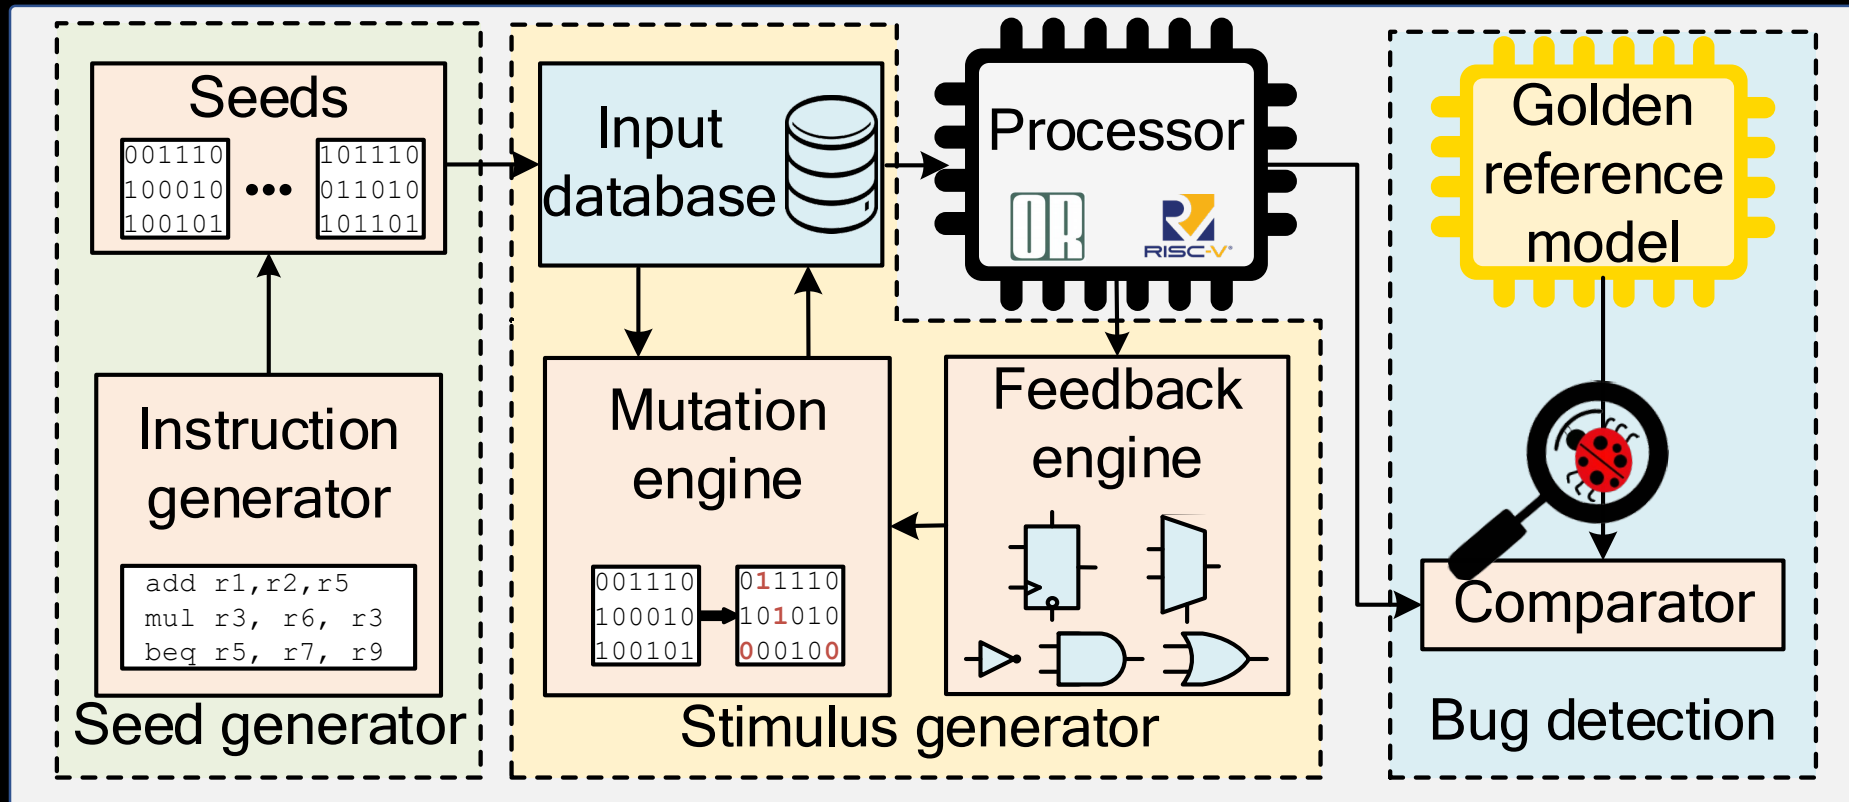 Seeds
001110
100010
100101
•••
101110
011010
101101
Instruction
generator
add r1,r2,r5
mul r3, r6, r3
beq r5, r7, r9
Seed generator
Input
database
Mutation
engine
001110
100010
100101
011110
101010
000100
Processor
OR
RISC-V®
Feedback
engine
Stimulus generator
Golden
reference
model
Comparator
Bug detection